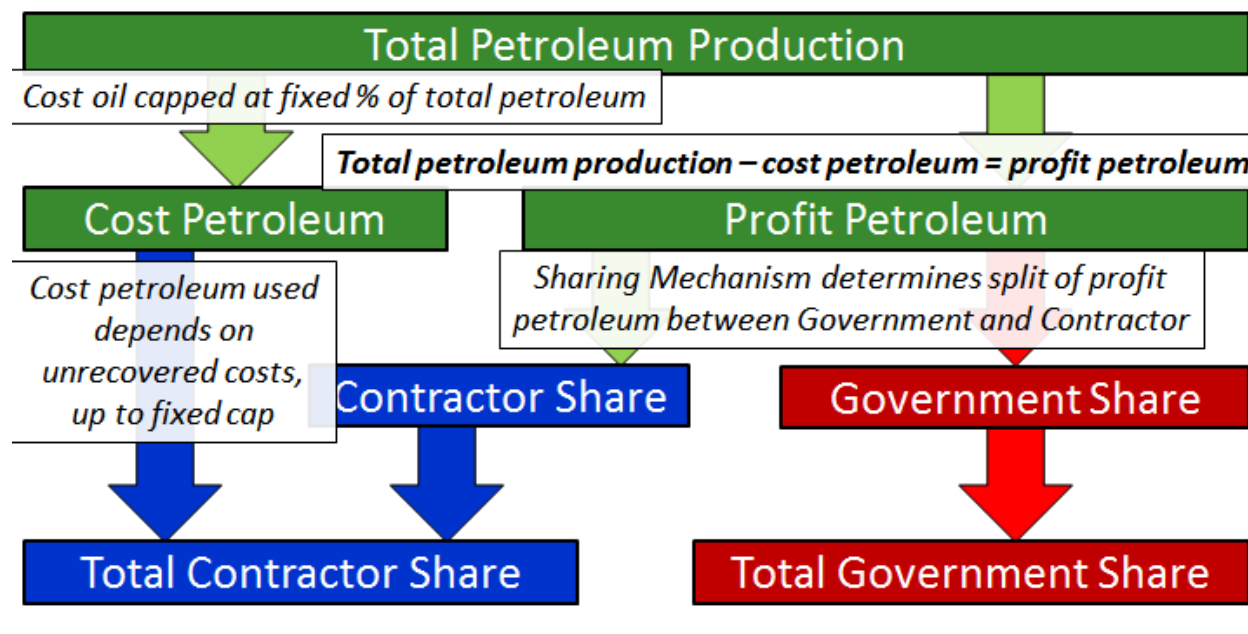 Total Petroleum Production
Cost oil capped at fixed % of total petroleum
Total petroleum production – cost petroleum = profit petroleum
Cost Petroleum
Profit Petroleum
Cost petroleum used
depends on
unrecovered costs,
up to fixed cap
Sharing Mechanism determines split of profit
petroleum between Government and Contractor
Contractor Share
Government Share
Total Contractor Share
Total Government Share